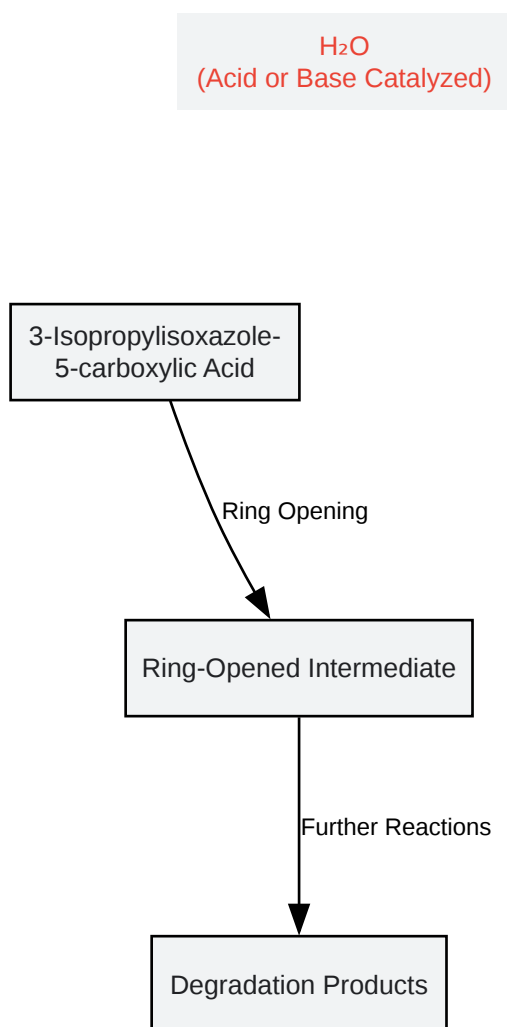 H₂O
(Acid or Base Catalyzed)
3-Isopropylisoxazole-
5-carboxylic Acid
Ring Opening
Ring-Opened Intermediate
Further Reactions
Degradation Products